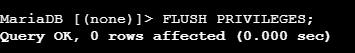 MariaDB [(none)]> FLUSH PRIVILEGES;
Query OK, 0 rows affected (0.000 sec)